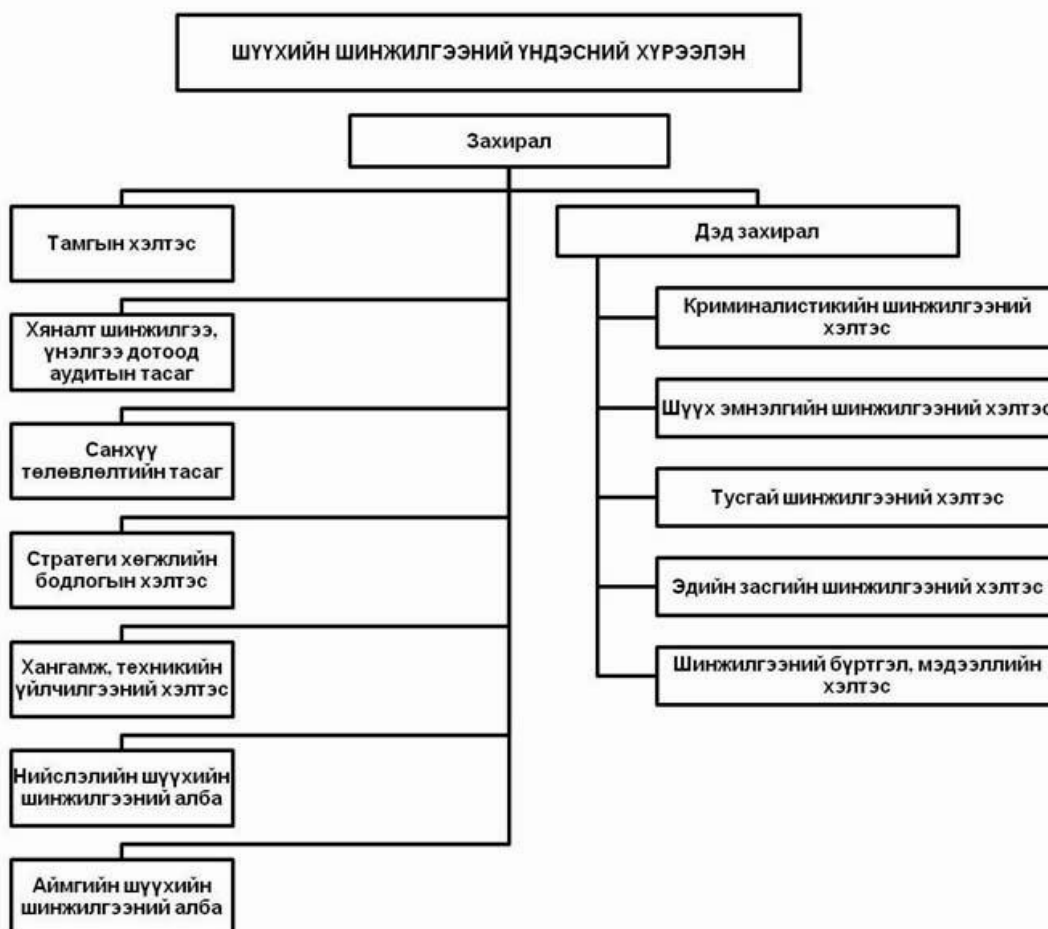 ШҮҮХИЙН ШИНЖИЛГЭЭНИЙ ҮНДЭСНИЙ ХҮРЭЭЛЭН
Захирал
Тамгын хэлтэс
Хяналт шинжилгээ,
үнэлгээ дотоод
аудитын тасаг
Санхүү
төлөвлөлтийн тасаг
Стратеги хөгжлийн
бодлогын хэлтэс
Хангамж, техникийн
үйлчилгээний хэлтэс
Нийслэлийн шүүхийн
шинжилгээний алба
Аймгийн шүүхийн
шинжилгээний алба
Дэд захирал
Криминалистикийн шинжилгээний
хэлтэс
Шүүх эмнэлгийн шинжилгээний хэлтэс
Тусгай шинжилгээний хэлтэс
Эдийн засгийн шинжилгээний хэлтэс
Шинжилгээний бүртгэл, мэдээллийн
хэлтэс